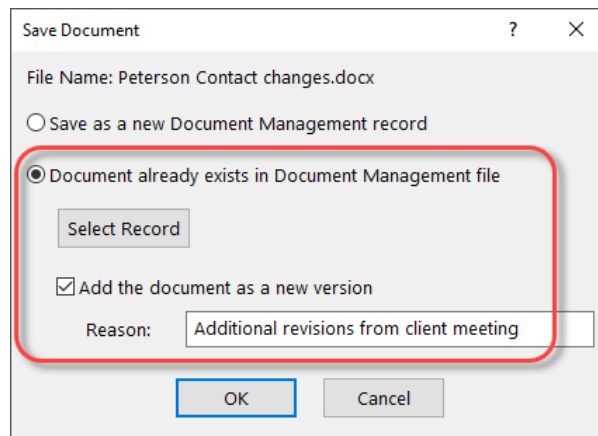 Save Document ?
File Name: Peterson Contact changes.docx
Save as a new Document Management record
Document already exists in Document Management file
Select Record
Add the document as a new version
Reason: Additional revisions from client meeting
OK Cancel